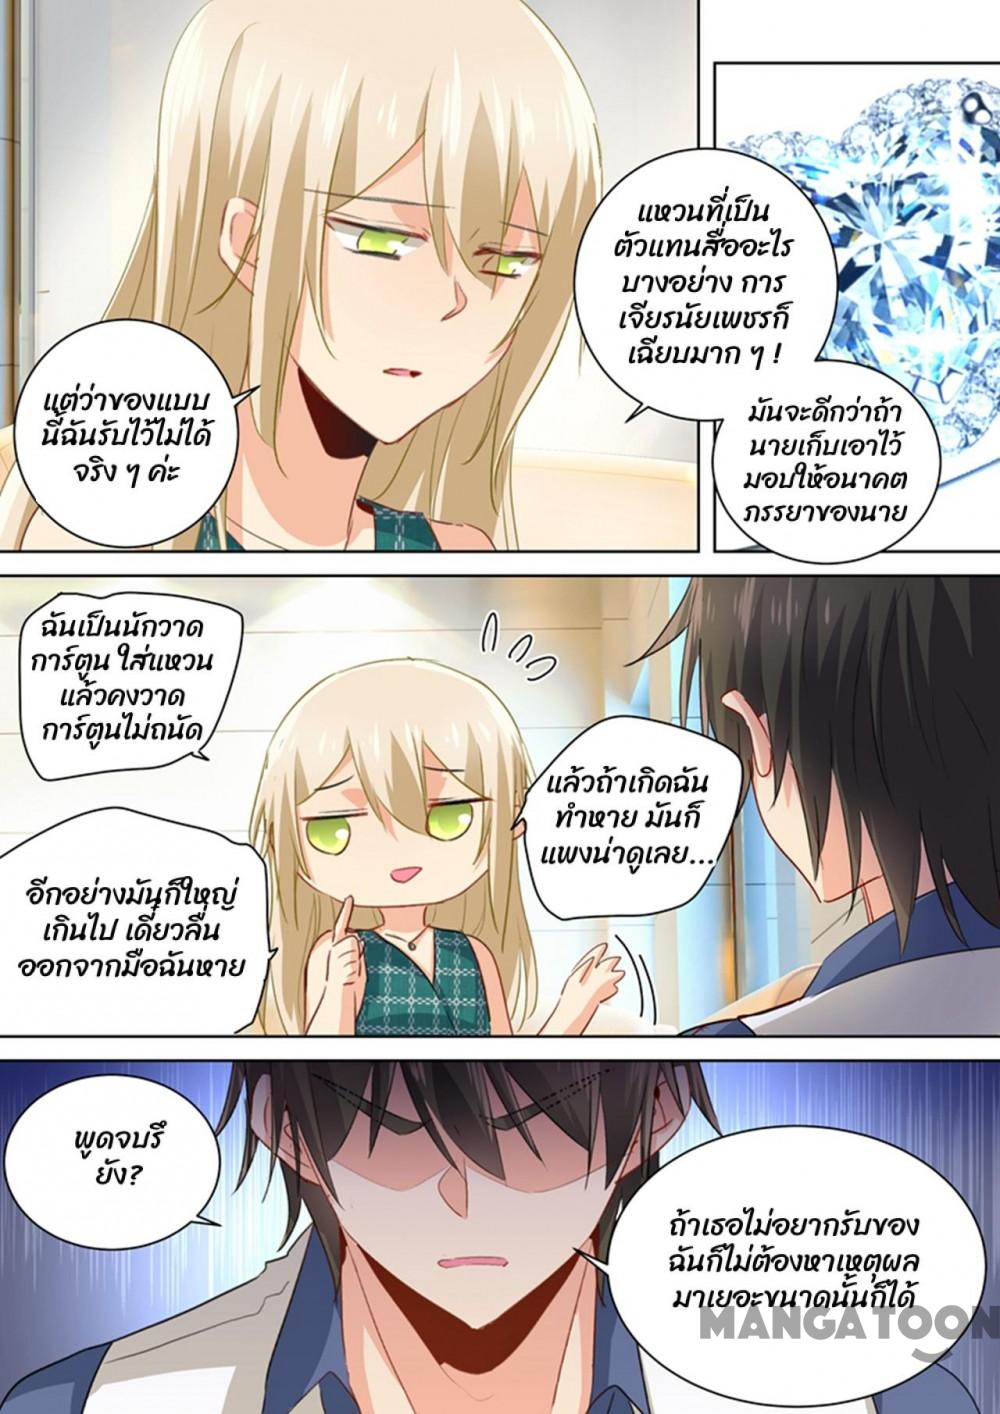 แหวนที่เป็น
ตัวแทนสื่ออะไร
บางอย่าง การ
เจียรนัยเพชรก็
เฉียบมาก ๆ !
มันจะดีกว่าถ้า
นายเก็บเอาไว้
มอบให้อนาคต
ภรรยาของนาย
แต่ว่าของแบบ
นี้ฉันรับไว้ไม่ได้
จริง ๆ ค่ะ
ฉันเป็นนักวาด
การ์ตูน ใส่แหวน
แล้วคงวาด
การ์ตูนไม่ถนัด
แล้วถ้าเกิดฉัน
ทำหาย มันก็
แพงน่าดูเลย...
อีกอย่างมันก็ใหญ่
เกินไป เดี๋ยวลื่น
ออกจากมือฉันหาย
พูดจบรึ
ยัง?
ถ้าเธอไม่อยากรับของ
ฉันก็ไม่ต้องหาเหตุผล
มาเยอะขนาดนั้นก็ได้
MANGATOON